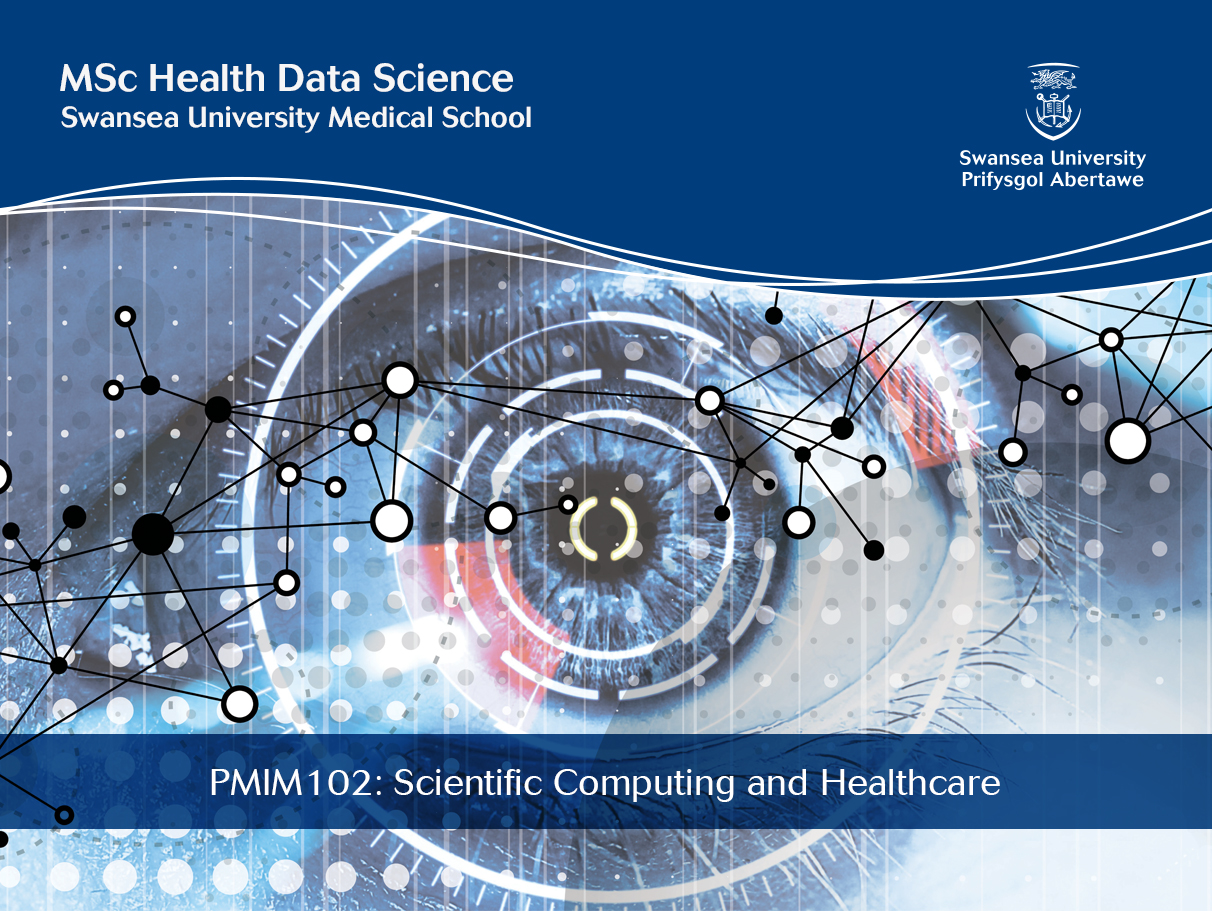 MSc Health Data Science
Swansea University Medical School
Swansea University
Prifysgol Abertawe
PMIM102: Scientific Computing and Healthcare